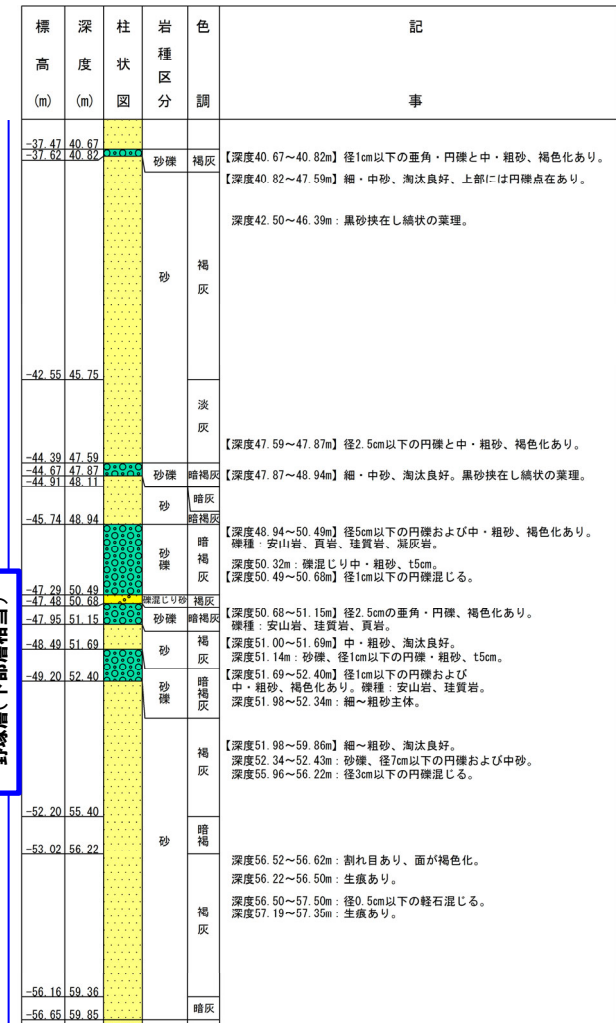 標高(m) 深度(m) 柱状図 岩種区分 色調 記事
-37.47 40.67
-37.62 40.82 砂礫 褐灰 【深度40.67～40.82m】径1cm以下の亜角・円礫と中・粗砂、褐色化あり。
【深度40.82～47.59m】細・中砂、淘汰良好、上部には円礫点在あり。
深度42.50～46.39m：黒砂挟在し縞状の葉理。
砂 褐灰
-42.55 45.75
淡灰
【深度47.59～47.87m】径2.5cm以下の円礫と中・粗砂、褐色化あり。
-44.39 47.59
-44.67 47.87 砂礫 暗褐灰 【深度47.87～48.94m】細・中砂、淘汰良好。黒砂挟在し縞状の葉理。
-44.91 48.11
砂 暗灰
-45.74 48.94 暗褐灰
【深度48.94～50.49m】径5cm以下の円礫および中・粗砂、褐色化あり。
礫種：安山岩、頁岩、珪質岩、凝灰岩。
砂礫 暗褐灰
深度50.32m：礫混じり中・粗砂、t5cm。
【深度50.49～50.68m】径1cm以下の円礫混じる。
-47.29 50.49
-47.48 50.68 礫混じり砂 褐灰
【深度50.68～51.15m】径2.5cmの亜角・円礫、褐色化あり。
-47.95 51.15 砂礫 暗褐灰 礫種：安山岩、珪質岩、頁岩。
【深度51.00～51.69m】中・粗砂、淘汰良好。
-48.49 51.69 砂 褐灰 深度51.14m：砂礫、径1cm以下の円礫・粗砂、t5cm。
【深度51.69～52.40m】径1cm以下の円礫および
-49.20 52.40 砂礫 暗褐灰 中・粗砂、褐色化あり。礫種：安山岩、珪質岩。
深度51.98～52.34m：細～粗砂主体。
【深度51.98～59.86m】細～粗砂、淘汰良好。
褐灰 深度52.34～52.43m：砂礫、径7cm以下の円礫および中砂。
深度55.96～56.22m：径3cm以下の円礫混じる。
-52.20 55.40
砂 暗褐
-53.02 56.22
深度56.52～56.62m：割れ目あり、面が褐色化。
深度56.22～56.50m：生痕あり。
深度56.50～57.50m：径0.5cm以下の軽石混じる。
褐灰 深度57.19～57.35m：生痕あり。
-56.16 59.36
暗灰
-56.65 59.85
野塚層(下部層相当)